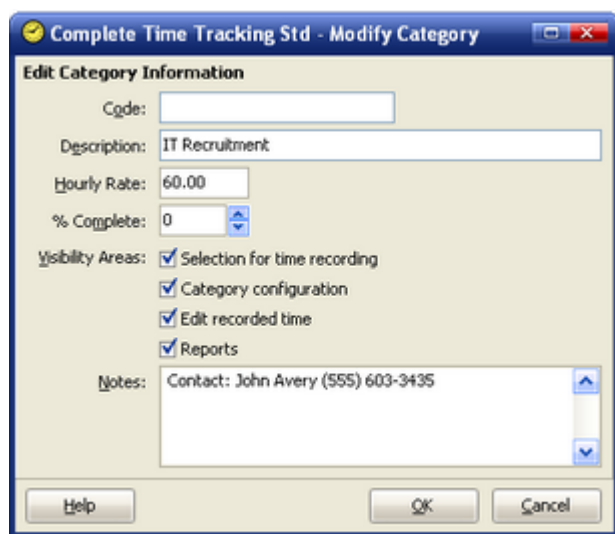 Complete Time Tracking Std - Modify Category
Edit Category Information
Code:
Description: IT Recruitment
Hourly Rate: 60.00
% Complete: 0
Visibility Areas: Selection for time recording
Category configuration
Edit recorded time
Reports
Notes: Contact: John Avery (555) 603-3435
Help OK Cancel